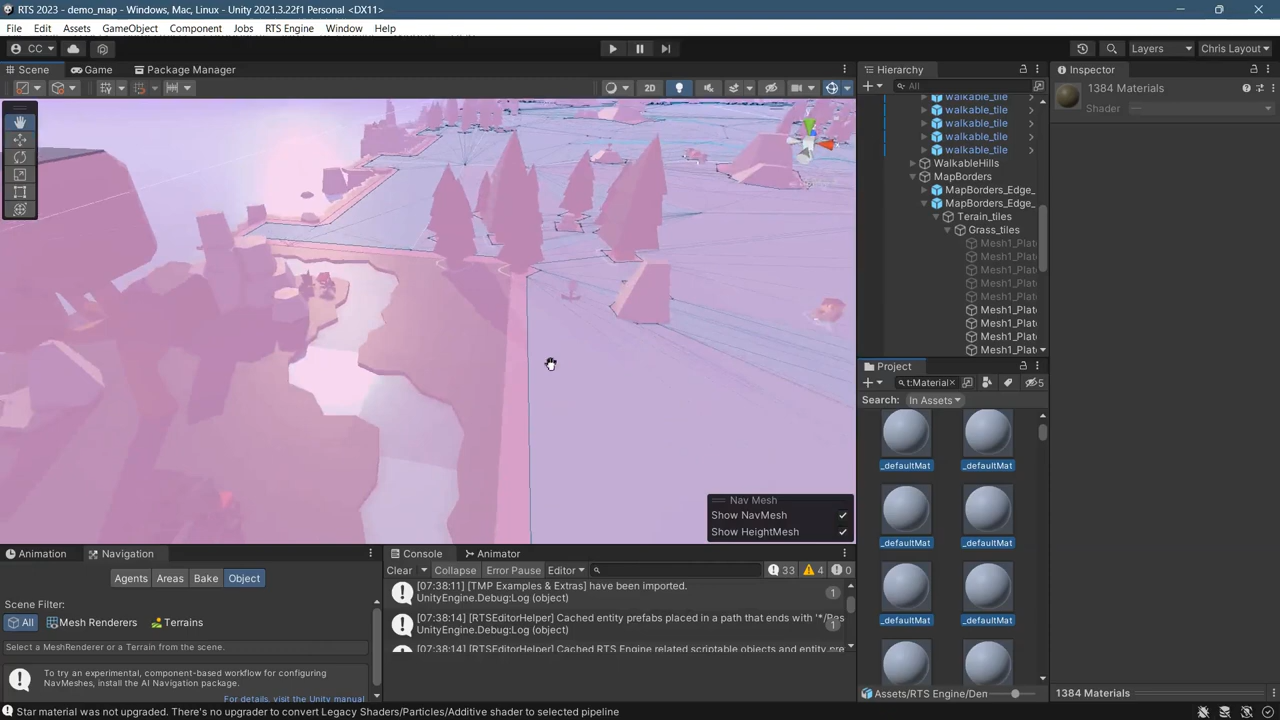 RTS 2023 - demo_map - Windows, Mac, Linux - Unity 2021.3.22f1 Personal <DX11>
File Edit Assets GameObject Component Jobs RTS Engine Window Help
CC Layers Chris Layout
Scene Game Package Manager Hierarchy Inspector
2D All 1384 Materials
Shader
walkable_tile
walkable_tile
walkable_tile
walkable_tile
walkable_tile
WalkableHills
MapBorders
MapBorders_Edge_
MapBorders_Edge_
Terain_tiles
Grass_tiles
Mesh1_Plat
Mesh1_Plat
Mesh1_Plat
Mesh1_Plat
Mesh1_Plat
Mesh1_Plat
Mesh1_Plat
Mesh1_Plat
Mesh1_Plat
Project
t:Material 5
Search: In Assets
_defaultMat _defaultMat
_defaultMat _defaultMat
_defaultMat _defaultMat
Assets/RTS Engine/Den
1384 Materials
Nav Mesh
Show NavMesh
Show HeightMesh
Animation Navigation
Agents Areas Bake Object
Scene Filter:
All Mesh Renderers Terrains
Select a MeshRenderer or a Terrain from the scene.
To try an experimental, component-based workflow for configuring
NavMeshes, install the AI Navigation package.
For details, visit the Unity manual
Console Animator
Clear Collapse Error Pause Editor 33 4 0
[07:38:11] [TMP Examples & Extras] have been imported.
UnityEngine.Debug:Log (object)
1
[07:38:14] [RTSEditorHelper] Cached entity prefabs placed in a path that ends with '*/Res
UnityEngine.Debug:Log (object)
1
[07:38:14] [RTSEditorHelper] Cached RTS Engine related scriptable objects and entity pre
Star material was not upgraded. There's no upgrader to convert Legacy Shaders/Particles/Additive shader to selected pipeline